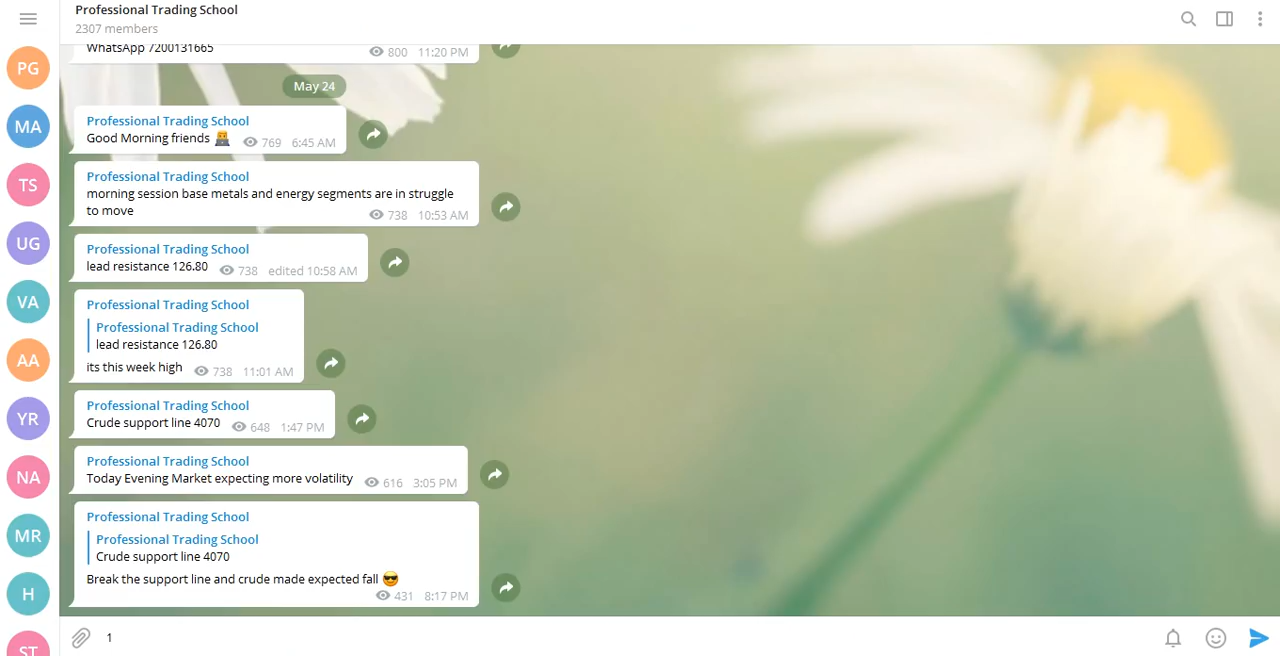 Professional Trading School
2307 members
WhatsApp 7200131665
800 11:20 PM
May 24
Professional Trading School
Good Morning friends 👨‍💻 769 6:45 AM
Professional Trading School
morning session base metals and energy segments are in struggle
to move 738 10:53 AM
Professional Trading School
lead resistance 126.80 738 edited 10:58 AM
Professional Trading School
Professional Trading School
lead resistance 126.80
its this week high 738 11:01 AM
Professional Trading School
Crude support line 4070 648 1:47 PM
Professional Trading School
Today Evening Market expecting more volatility 616 3:05 PM
Professional Trading School
Professional Trading School
Crude support line 4070
Break the support line and crude made expected fall 😎
431 8:17 PM
1
PG
MA
TS
UG
VA
AA
YR
NA
MR
H
ST